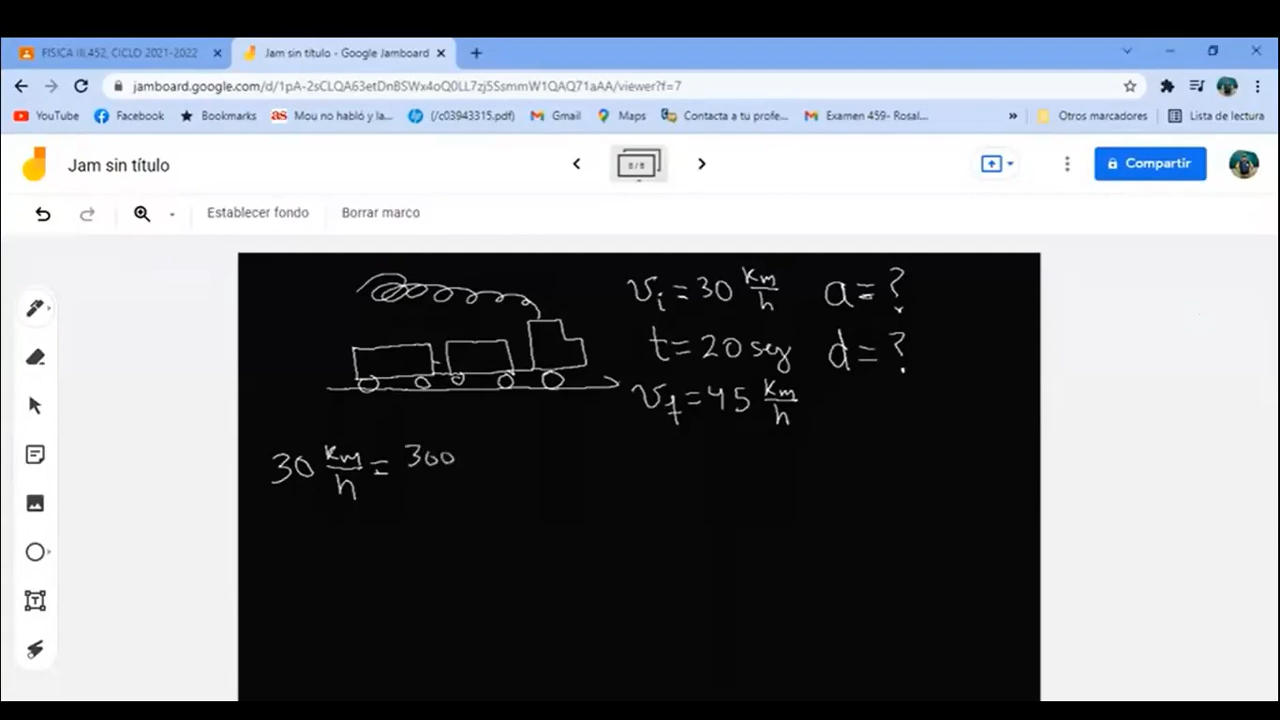 FISICA III,452, CICLO 2021-2022
Jam sin título - Google Jamboard
jamboard.google.com/d/1pA-2sCLQA63etDnBSWx4oQ0LL7zj5SsmmW1QAQ71aAA/viewer?f=7
YouTube Facebook Bookmarks as Mou no habló y la... (/c03943315.pdf) Gmail Maps Contacta a tu profe... Examen 459- Rosal... » Otros marcadores Lista de lectura
Jam sin título
8 / 8
Compartir
Establecer fondo Borrar marco
vi = 30 km/h a = ?
t = 20 seg d = ?
vf = 45 km/h
30 km/h = 300